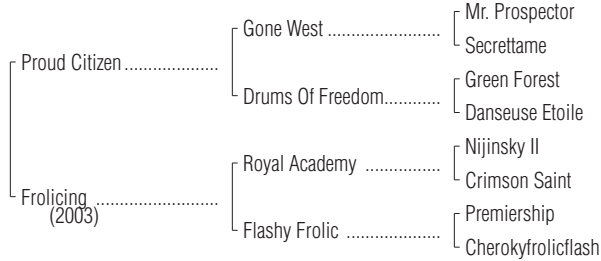 Mr. Prospector
Gone West ......................
Secrettame
Proud Citizen ..................
Green Forest
Drums Of Freedom...........
Danseuse Etoile
Nijinsky II
Royal Academy ...............
Crimson Saint
Frolicing .......................
(2003)
Premiership
Flashy Frolic ...................
Cherokyfrolicflash